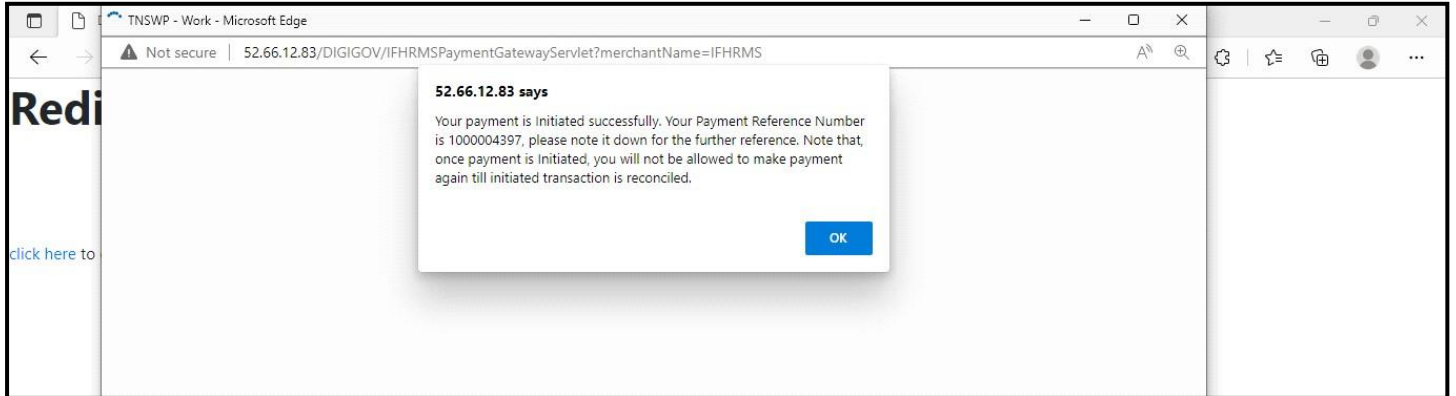 TNSWP - Work - Microsoft Edge
Not secure | 52.66.12.83/DIGIGOV/IFHRMSPaymentGatewayServlet?merchantName=IFHRMS
52.66.12.83 says
Your payment is Initiated successfully. Your Payment Reference Number
is 1000004397, please note it down for the further reference. Note that,
once payment is Initiated, you will not be allowed to make payment
again till initiated transaction is reconciled.
OK
Redi
click here to